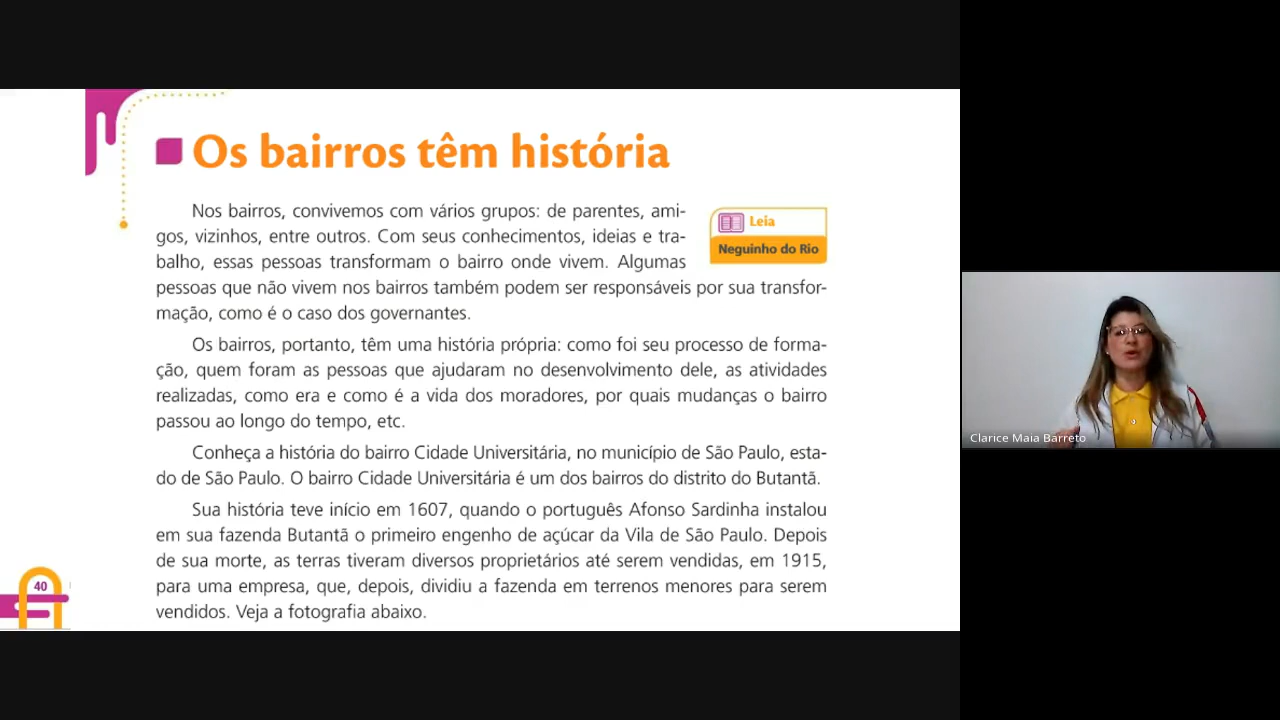 Os bairros têm história
Nos bairros, convivemos com vários grupos: de parentes, ami-
gos, vizinhos, entre outros. Com seus conhecimentos, ideias e tra-
balho, essas pessoas transformam o bairro onde vivem. Algumas
pessoas que não vivem nos bairros também podem ser responsáveis por sua transfor-
mação, como é o caso dos governantes.
Leia
Neguinho do Rio
Os bairros, portanto, têm uma história própria: como foi seu processo de forma-
ção, quem foram as pessoas que ajudaram no desenvolvimento dele, as atividades
realizadas, como era e como é a vida dos moradores, por quais mudanças o bairro
passou ao longo do tempo, etc.
Conheça a história do bairro Cidade Universitária, no município de São Paulo, esta-
do de São Paulo. O bairro Cidade Universitária é um dos bairros do distrito do Butantã.
Sua história teve início em 1607, quando o português Afonso Sardinha instalou
em sua fazenda Butantã o primeiro engenho de açúcar da Vila de São Paulo. Depois
de sua morte, as terras tiveram diversos proprietários até serem vendidas, em 1915,
para uma empresa, que, depois, dividiu a fazenda em terrenos menores para serem
vendidos. Veja a fotografia abaixo.
40
Clarice Maia Barreto